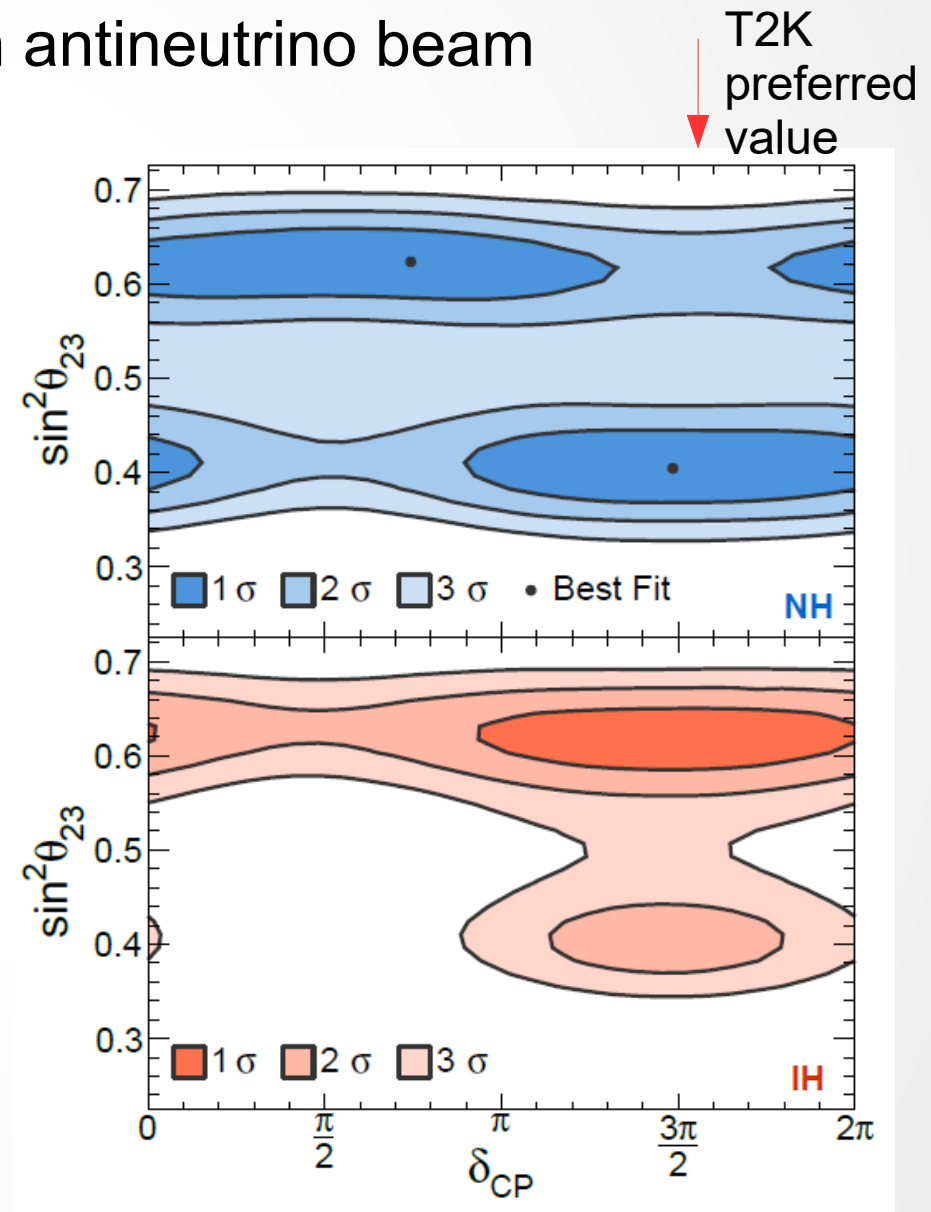 antineutrino beam
T2K
preferred
value
0.7
0.6
0.5
0.4
0.3
sin²θ₂₃
1 σ 2 σ 3 σ • Best Fit
NH
0.7
0.6
0.5
0.4
0.3
sin²θ₂₃
1 σ 2 σ 3 σ
IH
0 π/2 π 3π/2 2π
δCP